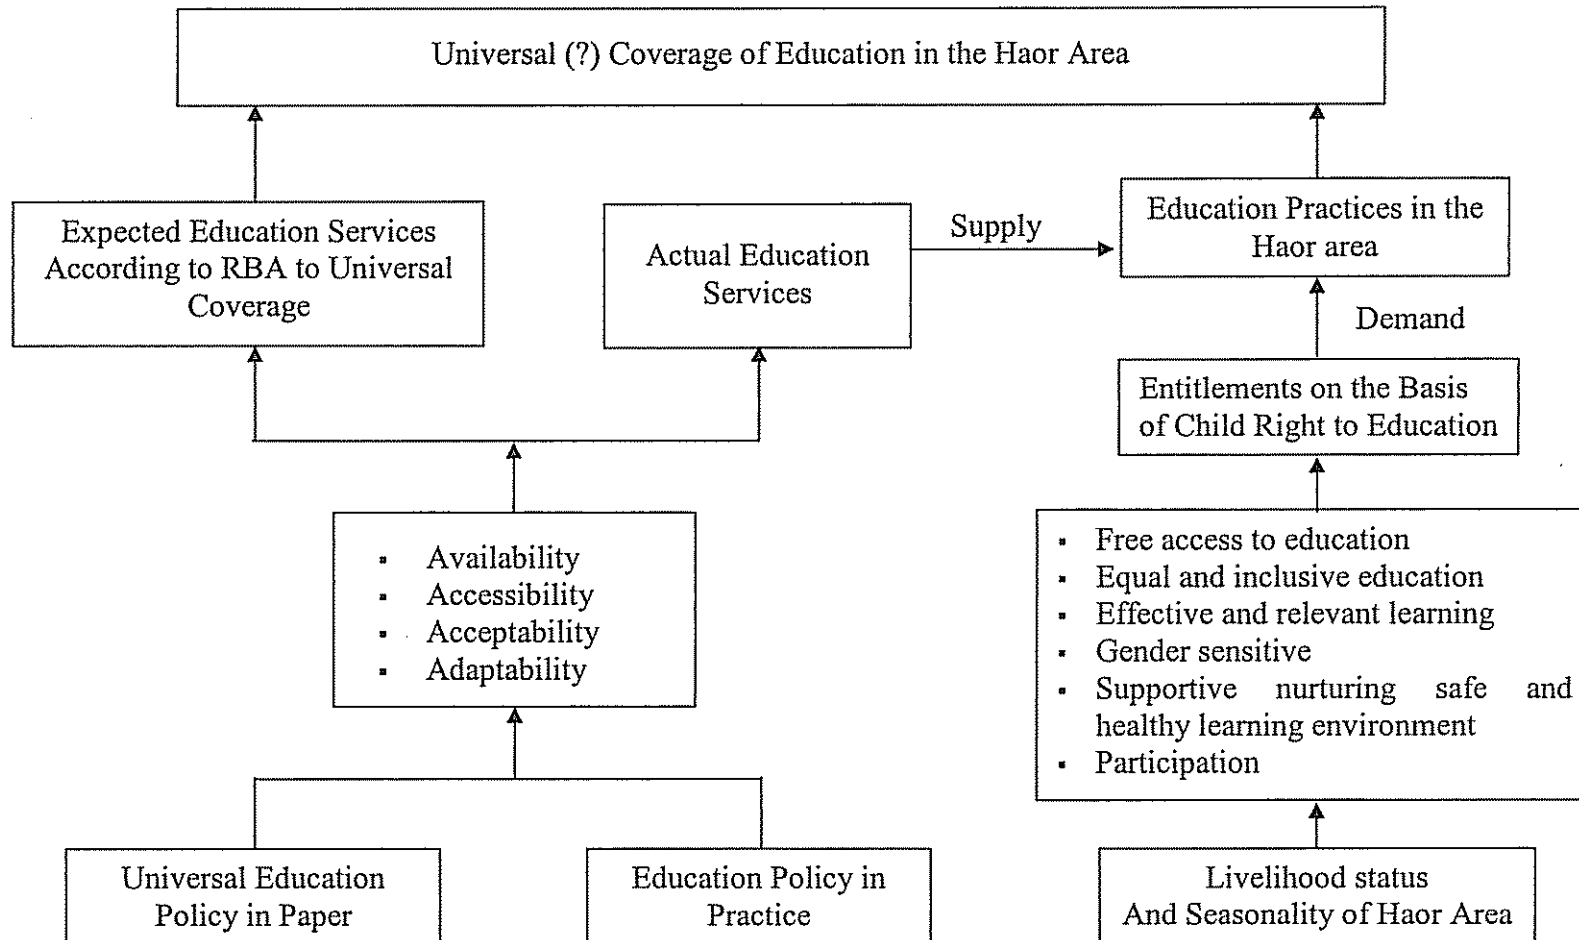 Universal (?) Coverage of Education in the Haor Area
Expected Education Services
According to RBA to Universal
Coverage
Actual Education
Services
Supply
Education Practices in the
Haor area
Demand
Entitlements on the Basis
of Child Right to Education
▪ Availability
▪ Accessibility
▪ Acceptability
▪ Adaptability
▪ Free access to education
▪ Equal and inclusive education
▪ Effective and relevant learning
▪ Gender sensitive
▪ Supportive nurturing safe and
healthy learning environment
▪ Participation
Universal Education
Policy in Paper
Education Policy in
Practice
Livelihood status
And Seasonality of Haor Area